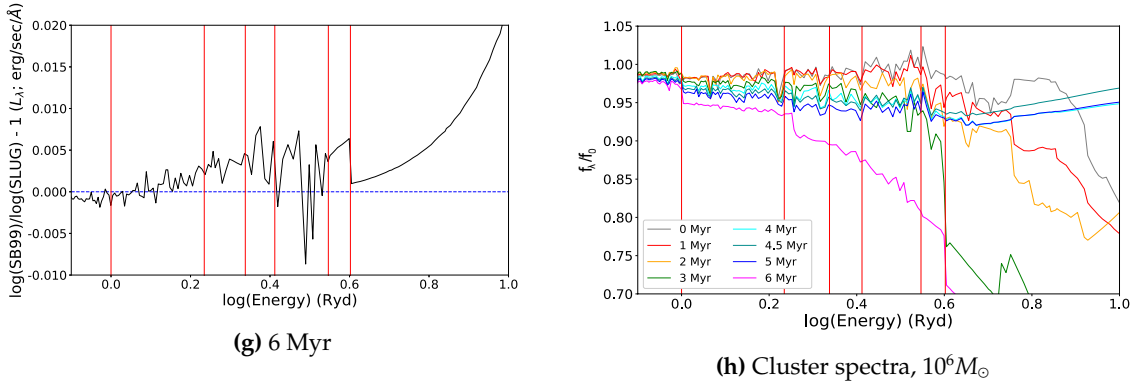 log(SB99)/log(SLUG) - 1 (Lλ; erg/sec/Å)
0.020
0.015
0.010
0.005
0.000
-0.005
-0.010
0.0 0.2 0.4 0.6 0.8 1.0
log(Energy) (Ryd)
(g) 6 Myr
fλ/f0
1.05
1.00
0.95
0.90
0.85
0.80
0.75
0.70
0 Myr 4 Myr
1 Myr 4.5 Myr
2 Myr 5 Myr
3 Myr 6 Myr
0.0 0.2 0.4 0.6 0.8 1.0
log(Energy) (Ryd)
(h) Cluster spectra, 10⁶M⊙